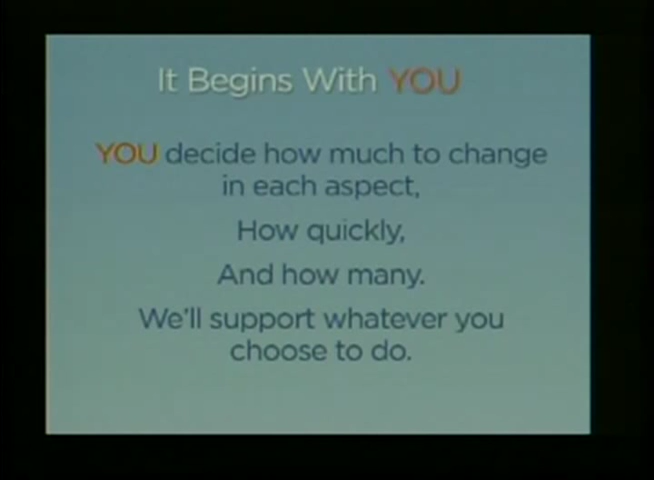 It Begins With YOU
YOU decide how much to change
in each aspect,
How quickly,
And how many.
We'll support whatever you
choose to do.